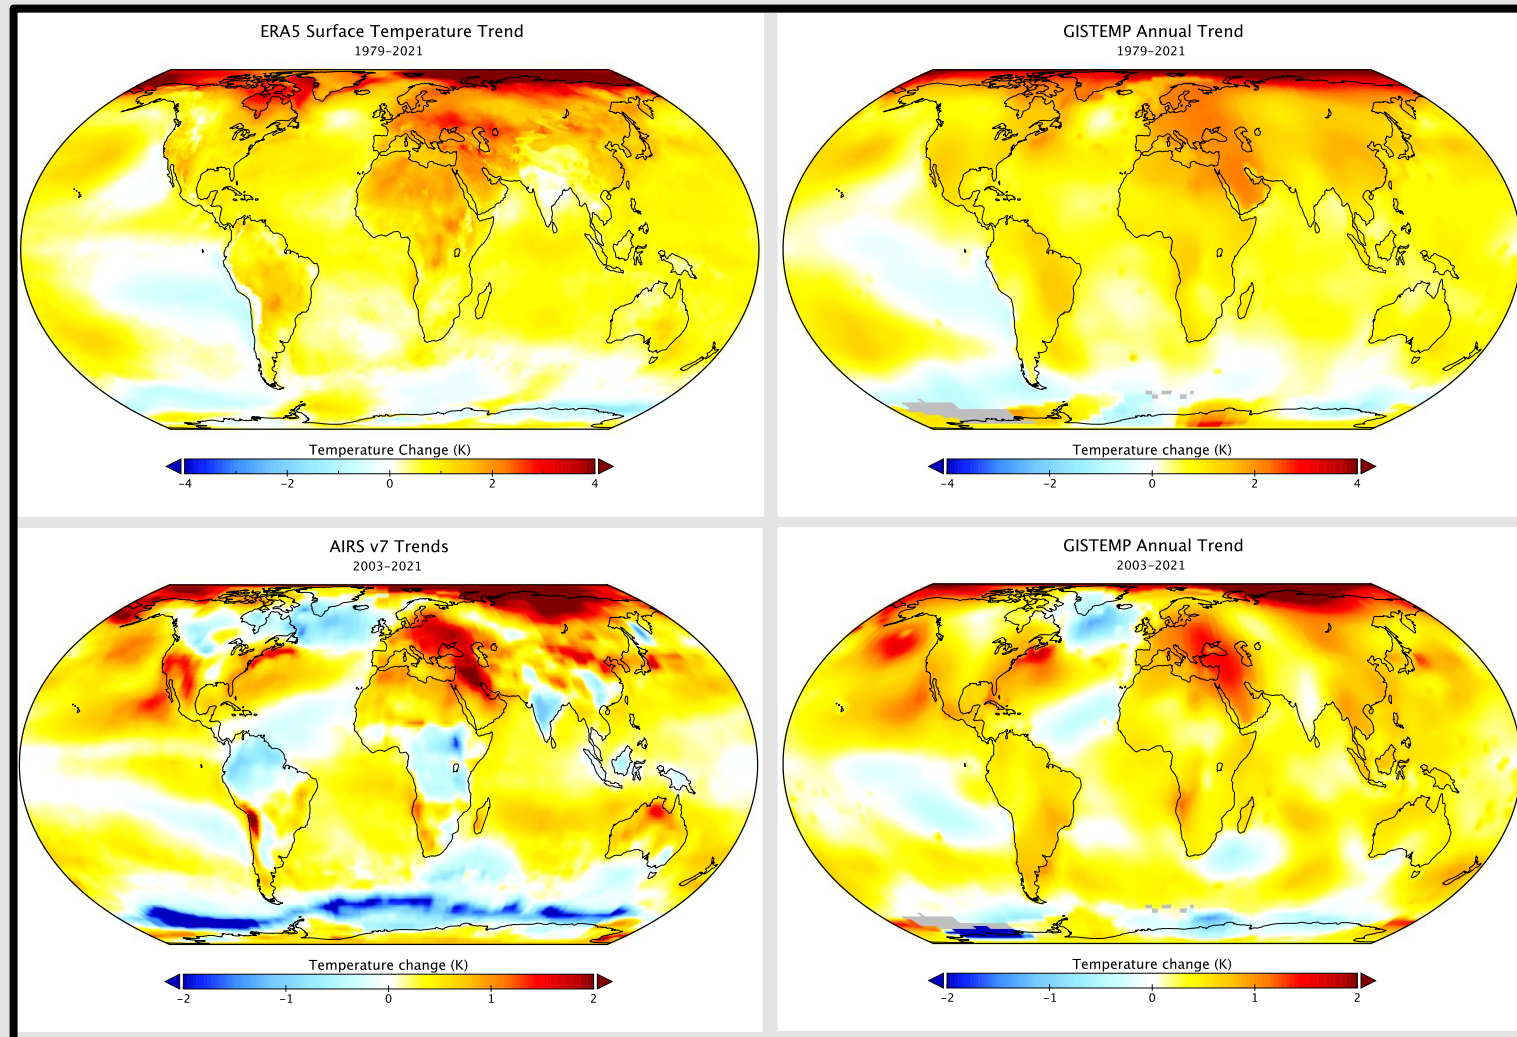 ERA5 Surface Temperature Trend
1979–2021
Temperature Change (K)
−4 −2 0 2 4
GISTEMP Annual Trend
1979–2021
Temperature change (K)
−4 −2 0 2 4
AIRS v7 Trends
2003–2021
Temperature change (K)
−2 −1 0 1 2
GISTEMP Annual Trend
2003–2021
Temperature change (K)
−2 −1 0 1 2